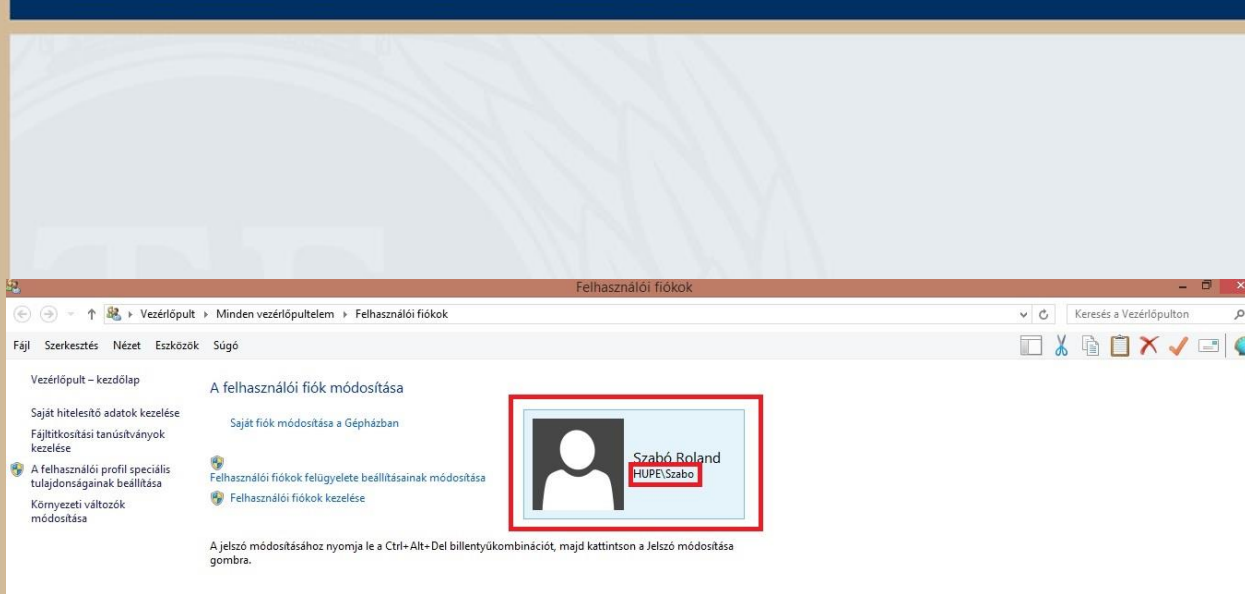 TE
Felhasználói fiókok
Vezérlőpult ▸ Minden vezérlőpultelem ▸ Felhasználói fiókok
Keresés a Vezérlőpulton
Fájl Szerkesztés Nézet Eszközök Súgó
Vezérlőpult – kezdőlap
Saját hitelesítő adatok kezelése
Fájltitkosítási tanúsítványok
kezelése
A felhasználói profil speciális
tulajdonságainak beállítása
Környezeti változók
módosítása
A felhasználói fiók módosítása
Saját fiók módosítása a Gépházban
Felhasználói fiókok felügyelete beállításainak módosítása
Felhasználói fiókok kezelése
Szabó Roland
HUPE\Szabo
A jelszó módosításához nyomja le a Ctrl+Alt+Del billentyűkombinációt, majd kattintson a Jelszó módosítása
gombra.